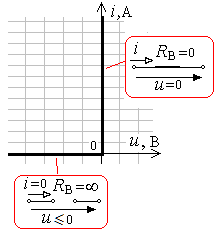 i,A
i R_B=0
u=0
0
u, В
i=0 R_B=∞
u≤0